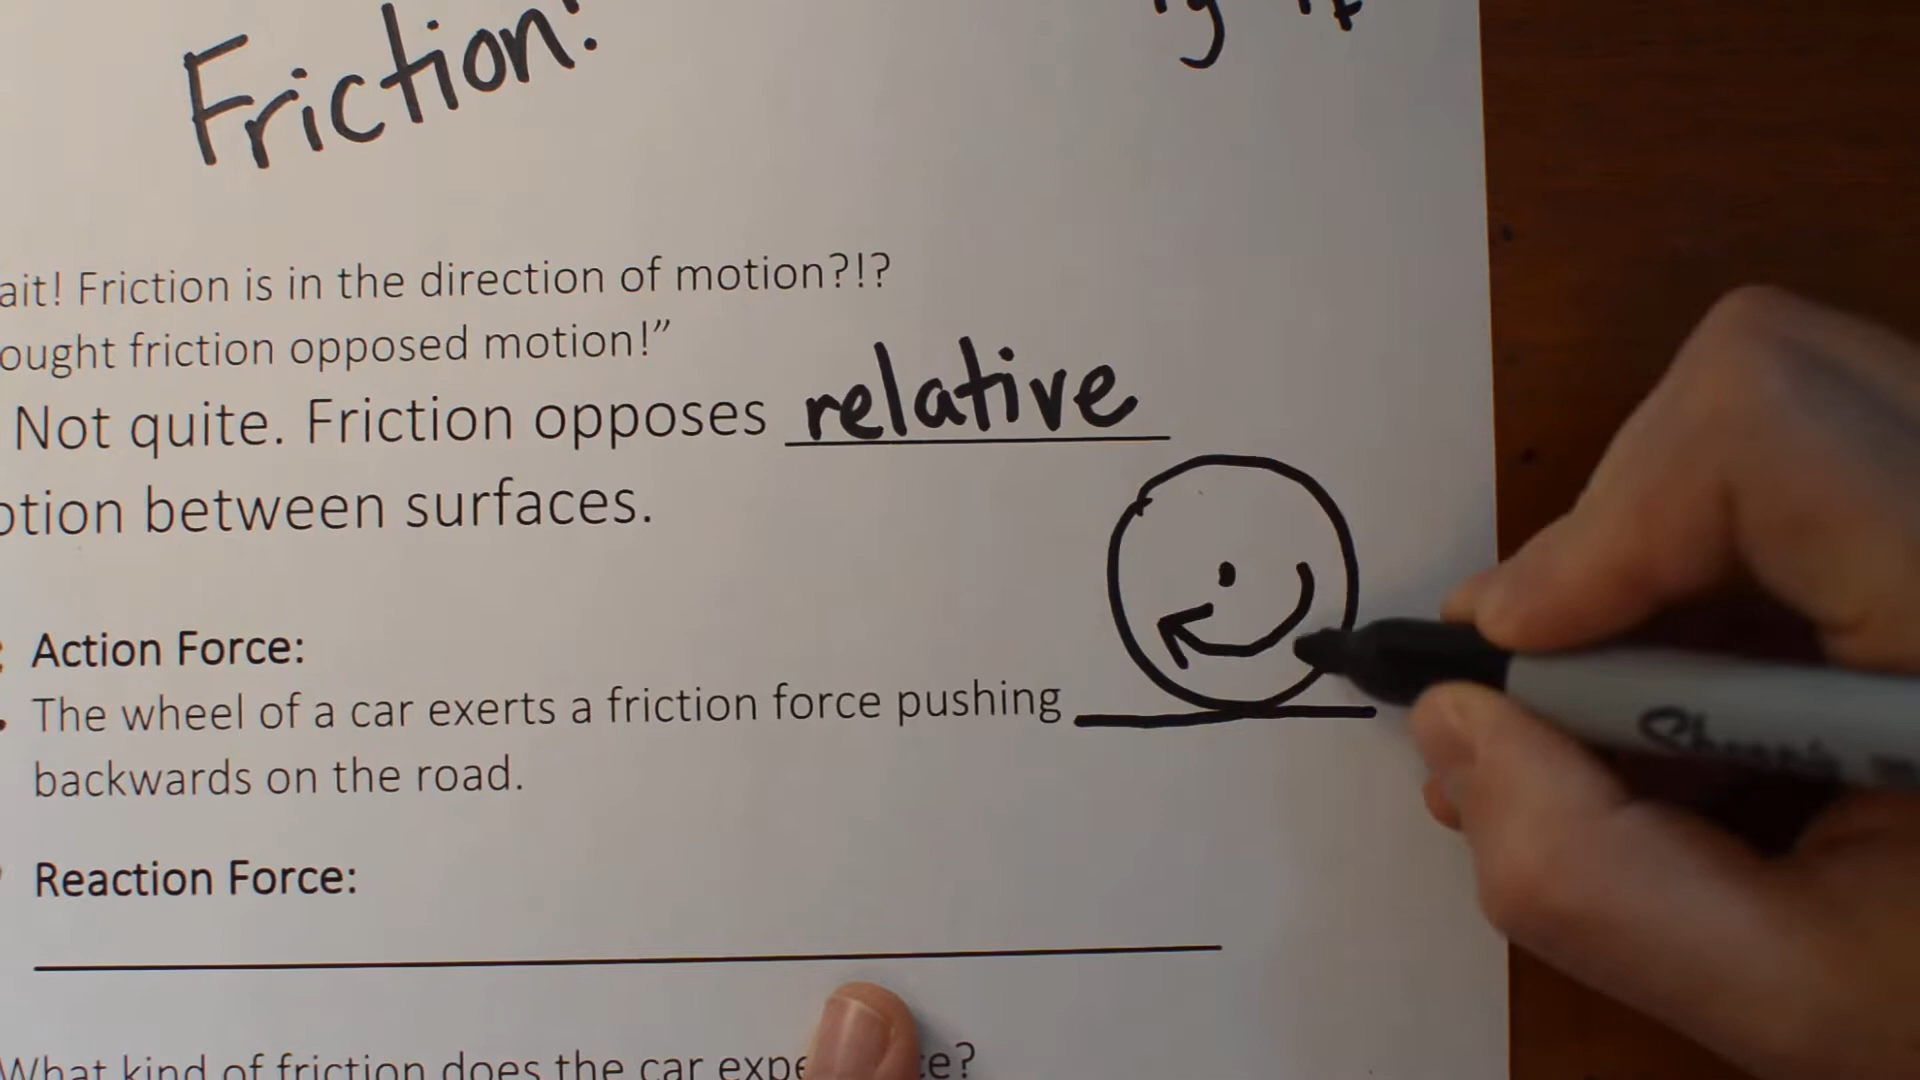 Friction:
ait! Friction is in the direction of motion?!?
ought friction opposed motion!”
Not quite. Friction opposes relative
otion between surfaces.
Action Force:
The wheel of a car exerts a friction force pushing
backwards on the road.
Reaction Force:
What kind of friction does the car expe ce?